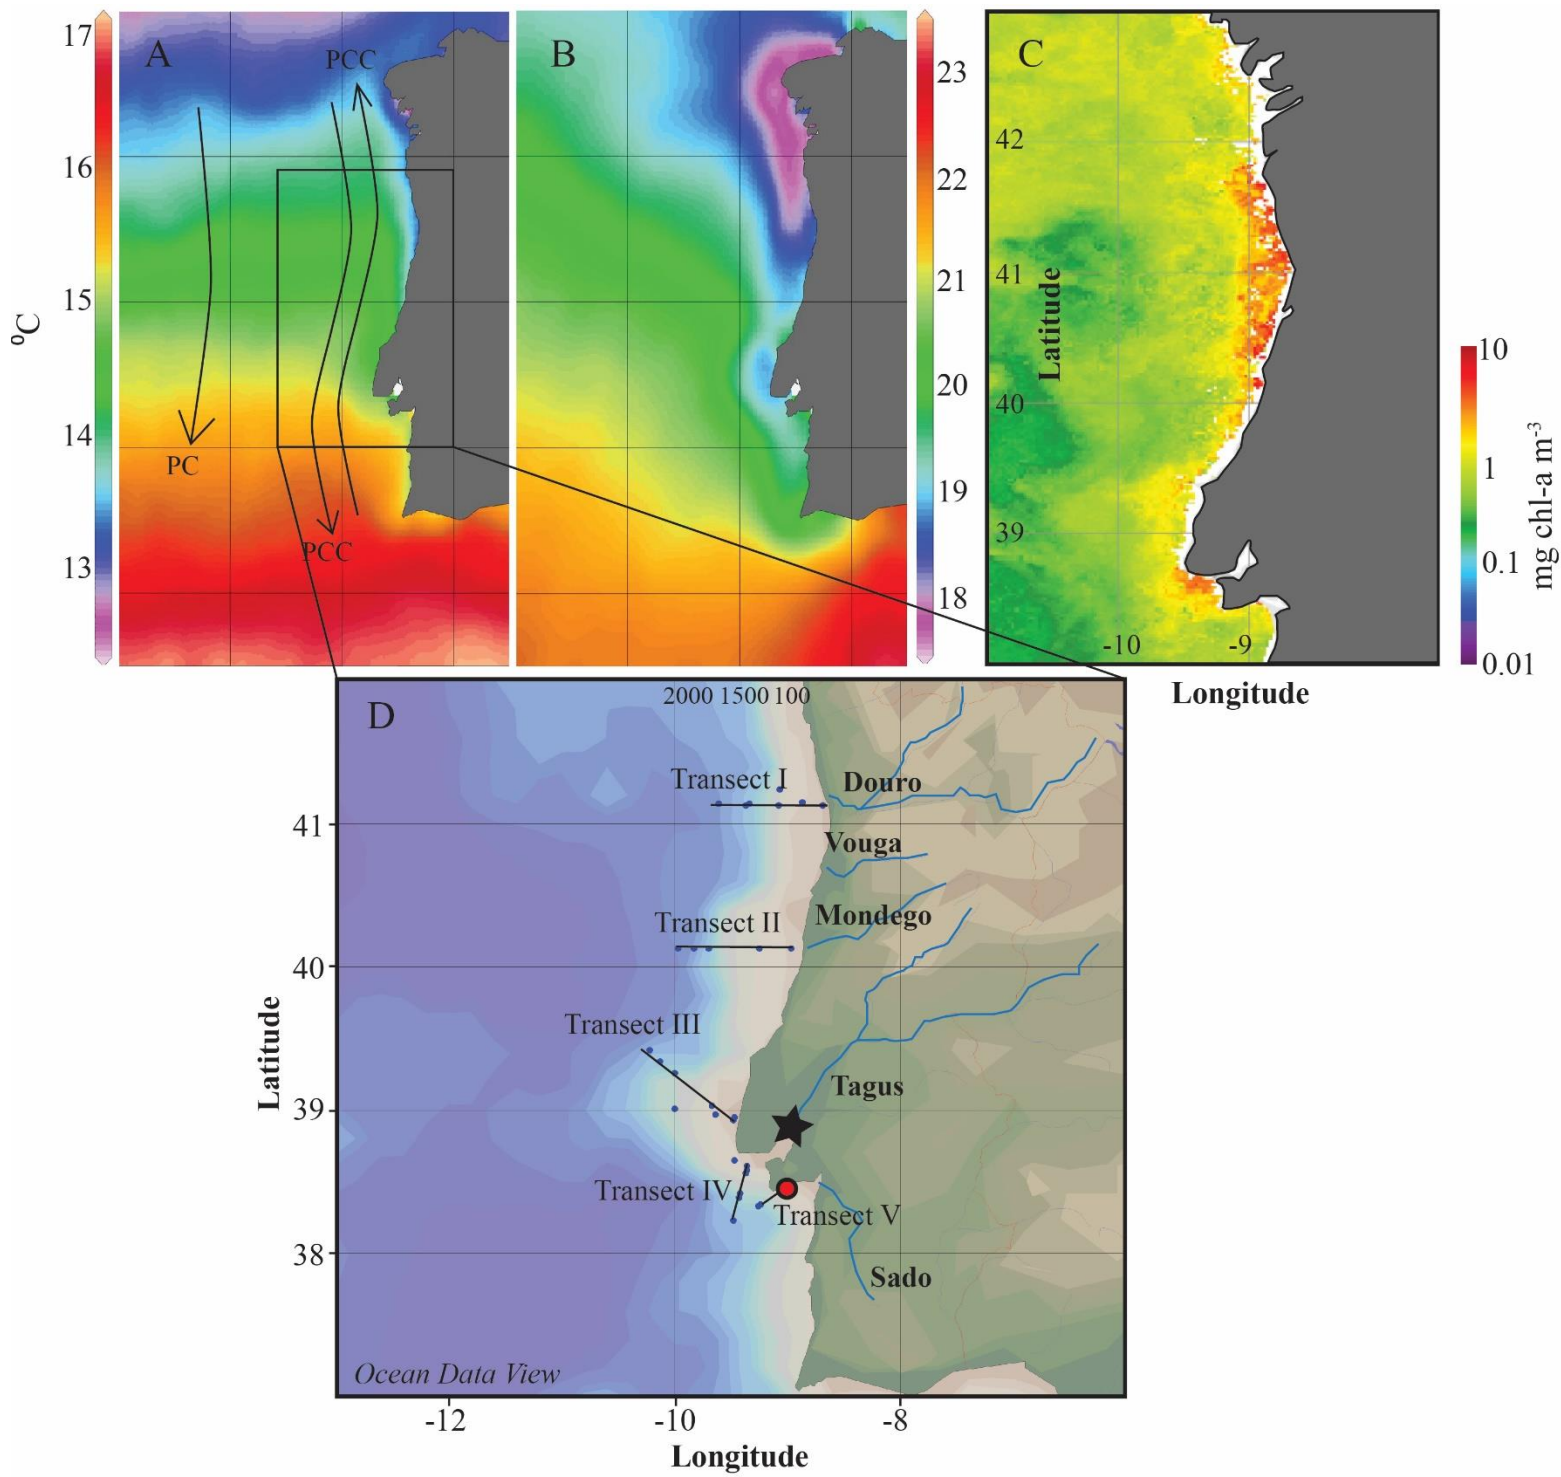 17
16
15
14
13
⁰C
A
PCC
PC
PCC
B
23
22
21
20
19
18
C
42
41
40
39
-10
-9
Latitude
Longitude
10
1
0.1
0.01
mg chl-a m⁻³
D
2000 1500 100
Transect I
Douro
Vouga
Transect II
Mondego
Transect III
Tagus
Transect IV
Transect V
Sado
Ocean Data View
41
40
39
38
Latitude
-12
-10
-8
Longitude